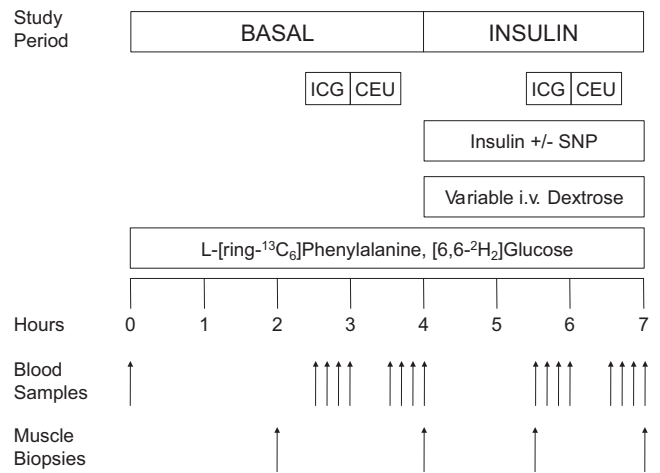 Study
Period
BASAL INSULIN
ICG CEU ICG CEU
Insulin +/- SNP
Variable i.v. Dextrose
L-[ring-¹³C₆]Phenylalanine, [6,6-²H₂]Glucose
Hours 0 1 2 3 4 5 6 7
Blood
Samples
Muscle
Biopsies